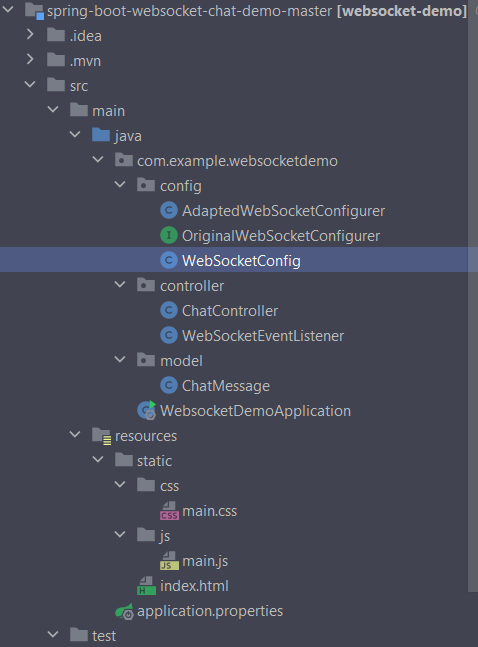 spring-boot-websocket-chat-demo-master [websocket-demo]
.idea
.mvn
src
main
java
com.example.websocketdemo
config
C AdaptedWebSocketConfigurer
I OriginalWebSocketConfigurer
C WebSocketConfig
controller
C ChatController
C WebSocketEventListener
model
C ChatMessage
WebsocketDemoApplication
resources
static
css
CSS main.css
js
JS main.js
H index.html
application.properties
test